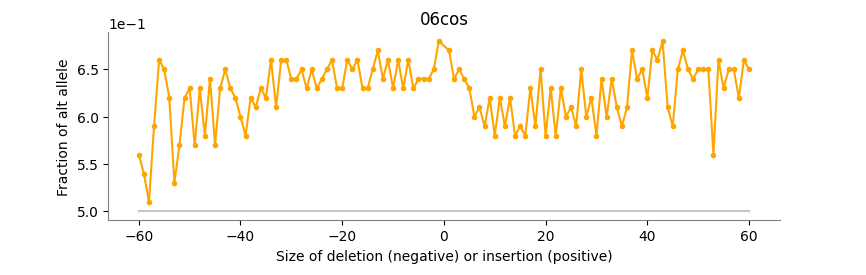 06cos
1e−1
6.5
6.0
5.5
5.0
Fraction of alt allele
−60 −40 −20 0 20 40 60
Size of deletion (negative) or insertion (positive)